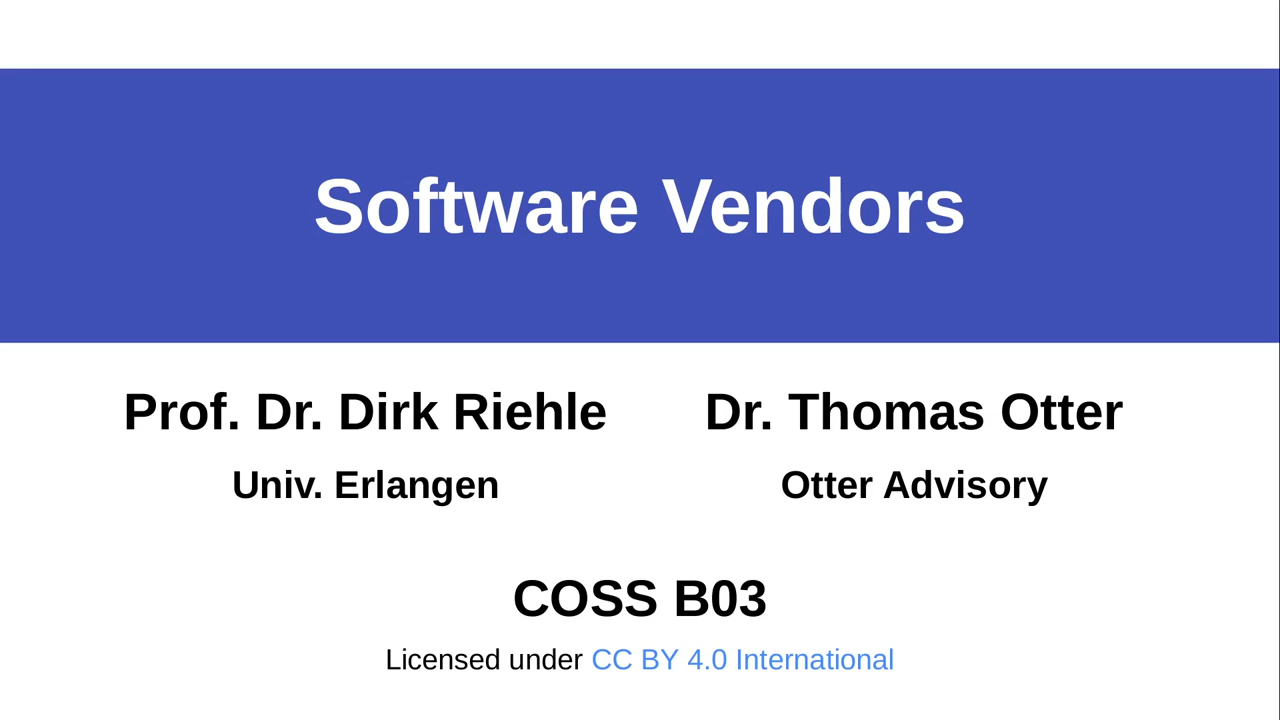 Software Vendors
Prof. Dr. Dirk Riehle
Univ. Erlangen
Dr. Thomas Otter
Otter Advisory
COSS B03
Licensed under CC BY 4.0 International